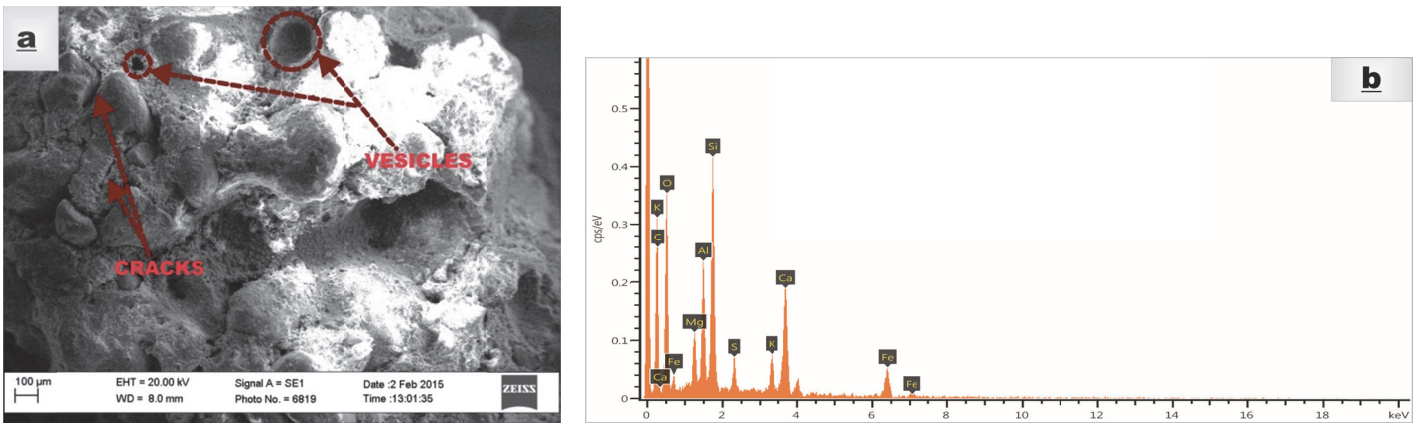 a
VESICLES
CRACKS
100 µm
EHT = 20.00 kV
Signal A = SE1
Date :2 Feb 2015
WD = 8.0 mm
Photo No. = 6819
Time :13:01:35
ZEISS
b
cps/eV
0.5
0.4
0.3
0.2
0.1
0
K
C
Ca
O
Fe
Mg
Al
Si
S
K
Ca
Fe
Fe
0
2
4
6
8
10
12
14
16
18
keV